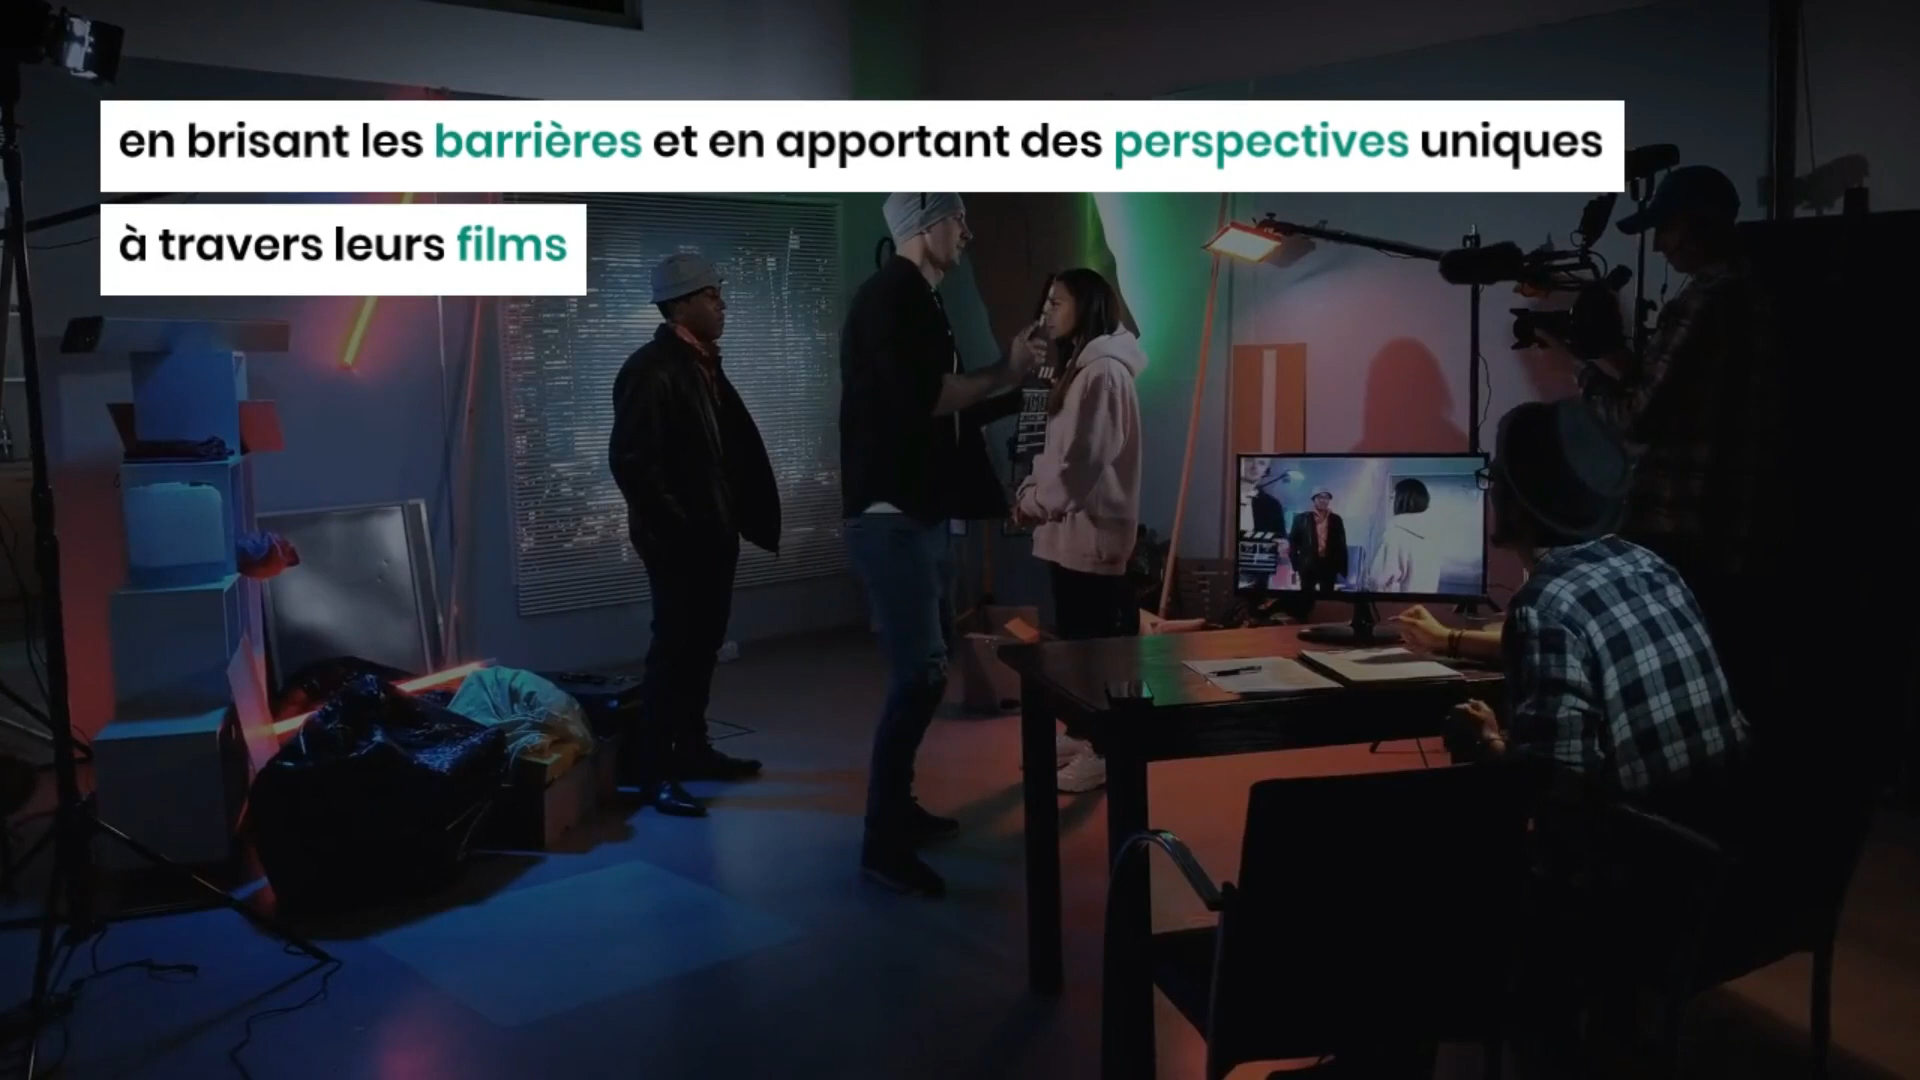 en brisant les barrières et en apportant des perspectives uniques
à travers leurs films